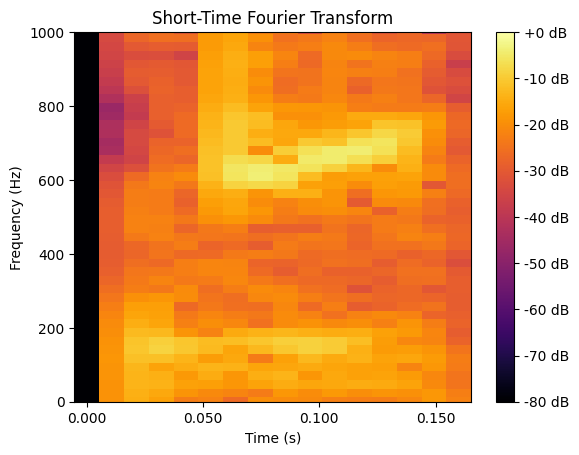 Short-Time Fourier Transform
1000
800
600
400
200
0
Frequency (Hz)
0.000
0.050
0.100
0.150
Time (s)
+0 dB
-10 dB
-20 dB
-30 dB
-40 dB
-50 dB
-60 dB
-70 dB
-80 dB